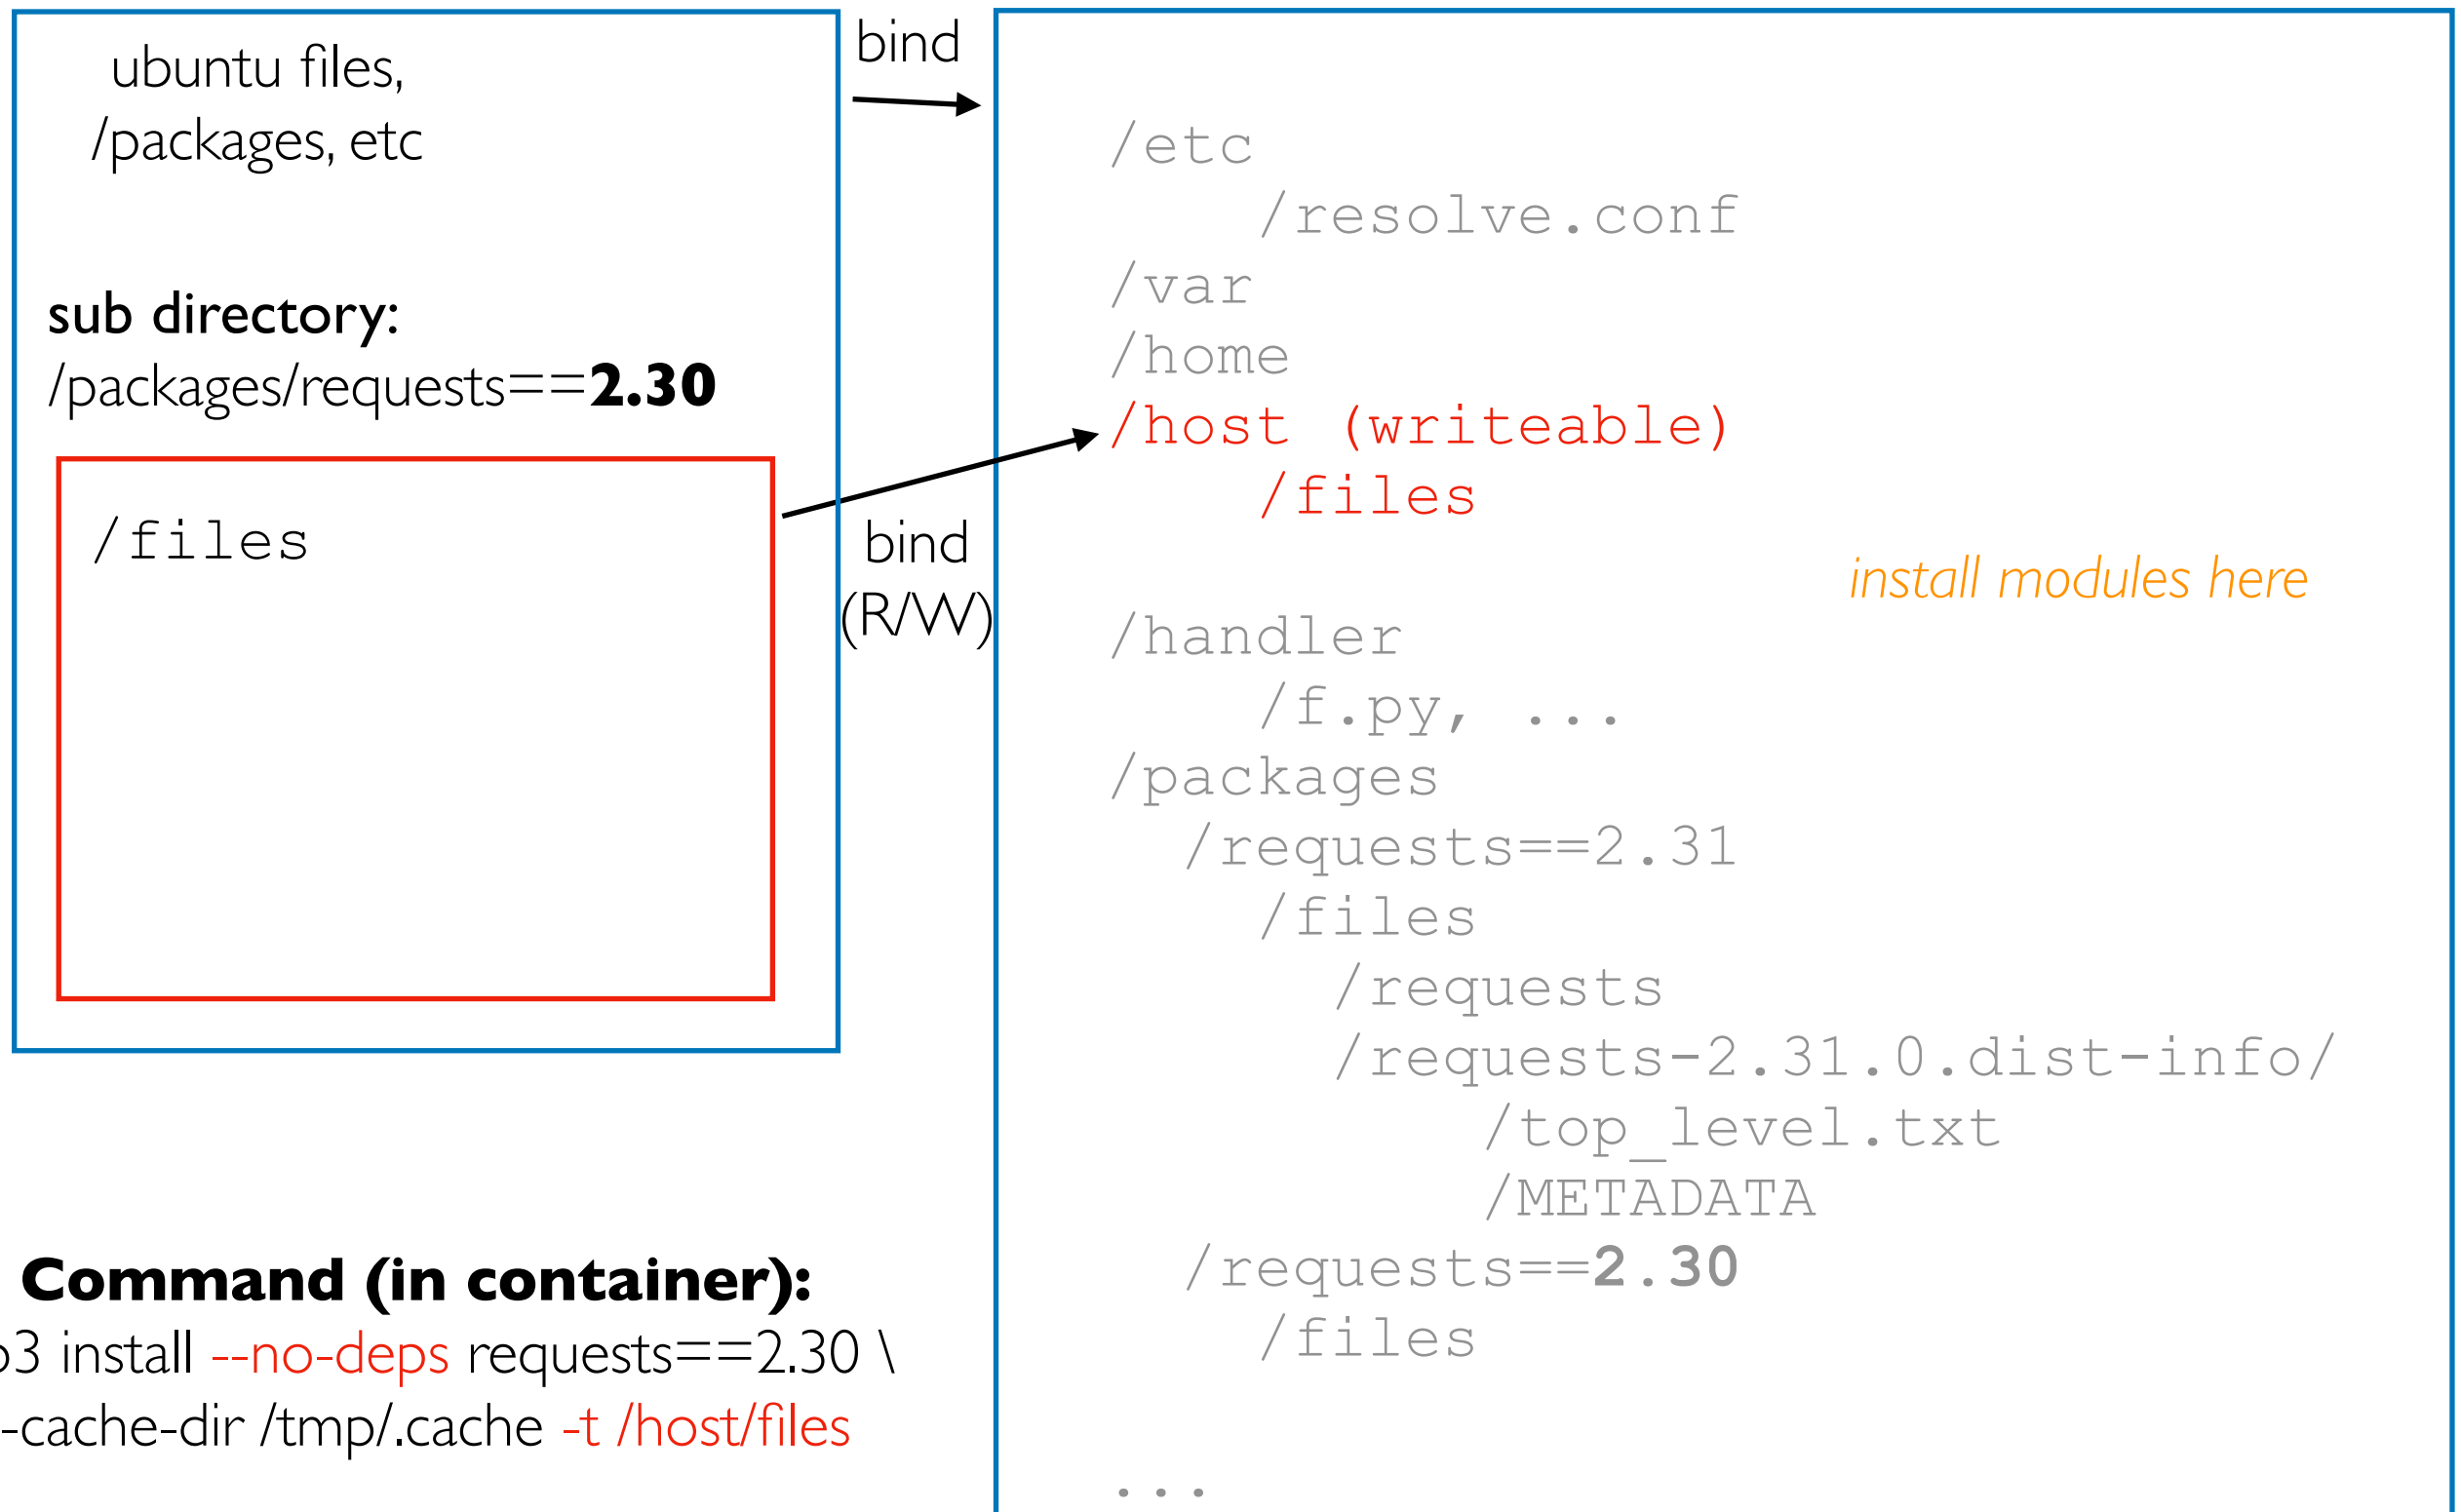 ubuntu files,
/packages, etc
sub directory:
/packages/requests==2.30
/files
bind
bind
(RW)
/etc
/resolve.conf
/var
/home
/host (writeable)
/files
install modules here
/handler
/f.py, ...
/packages
/requests==2.31
/files
/requests
/requests-2.31.0.dist-info/
/top_level.txt
/METADATA
/requests==2.30
/files
...
Command (in container):
3 install --no-deps requests==2.30 \
-cache-dir /tmp/.cache -t /host/files